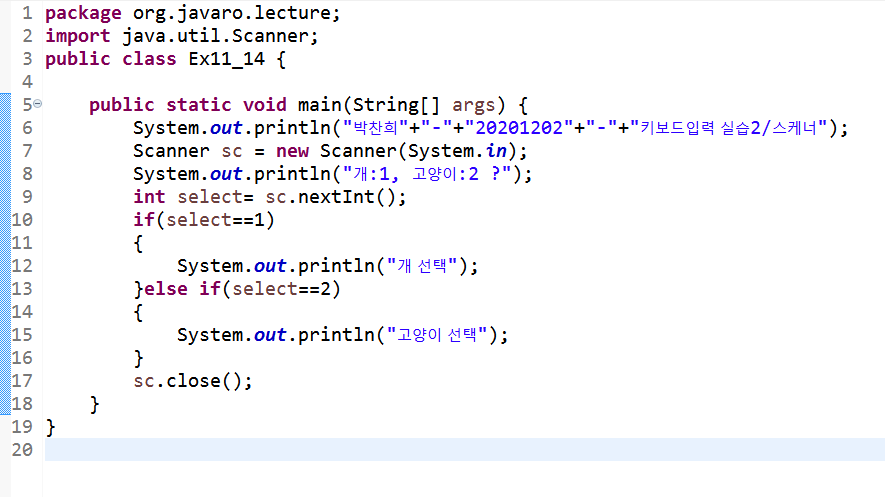 1 package org.javaro.lecture;
2 import java.util.Scanner;
3 public class Ex11_14 {
4
5     public static void main(String[] args) {
6         System.out.println("박찬희"+"-"+"20201202"+"-"+"키보드입력 실습2/스케너");
7         Scanner sc = new Scanner(System.in);
8         System.out.println("개:1, 고양이:2 ?");
9         int select= sc.nextInt();
10         if(select==1)
11         {
12             System.out.println("개 선택");
13         }else if(select==2)
14         {
15             System.out.println("고양이 선택");
16         }
17         sc.close();
18     }
19 }
20